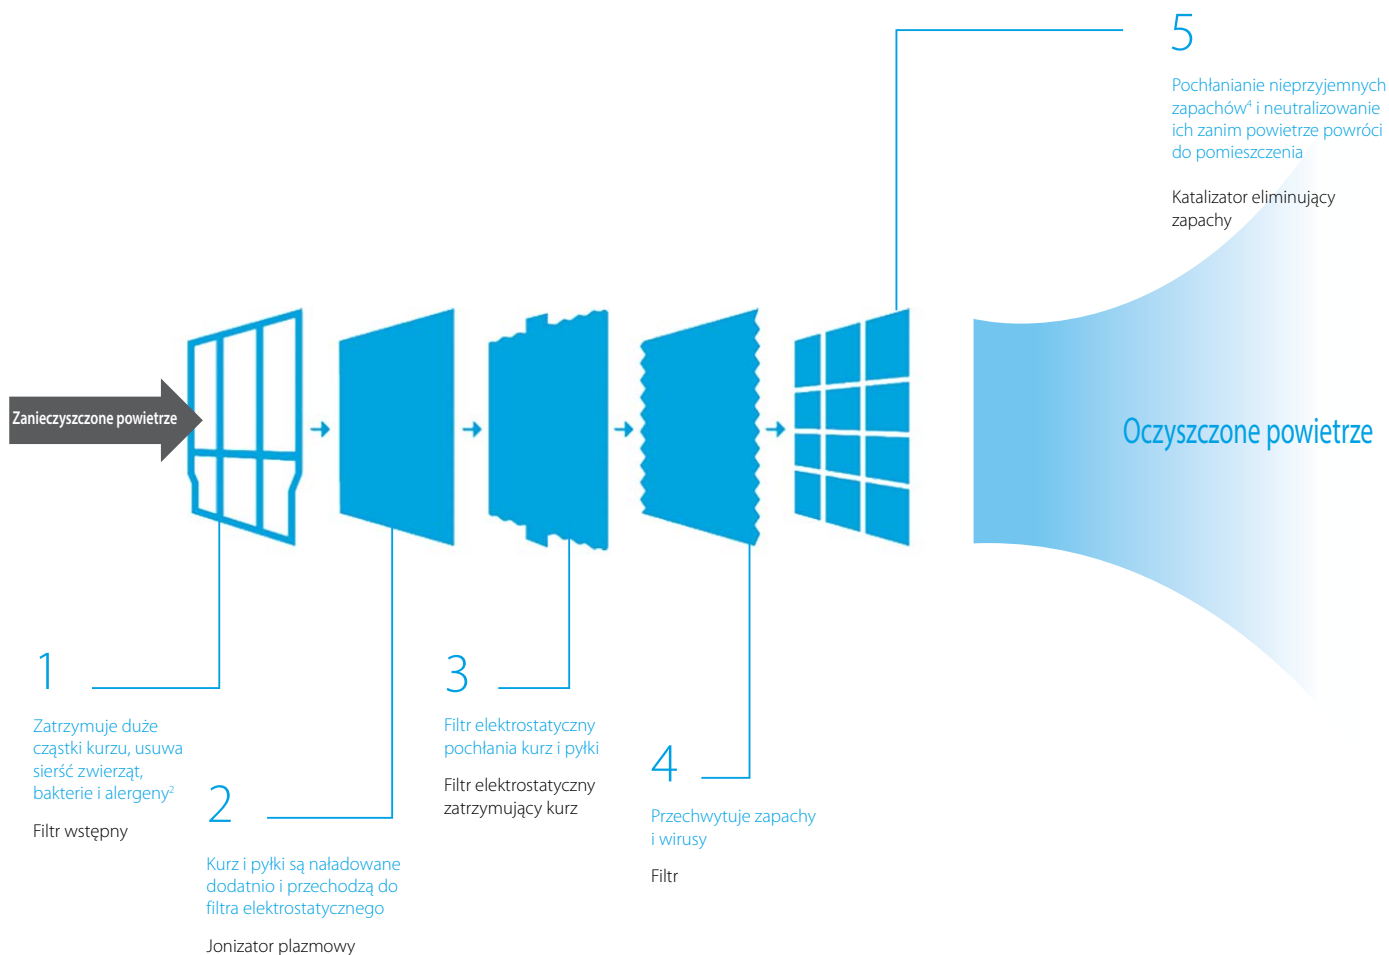 Zanieczyszczone powietrze
1
Zatrzymuje duże
cząstki kurzu, usuwa
sierść zwierząt,
bakterie i alergeny²
Filtr wstępny
2
Kurz i pyłki są naładowane
dodatnio i przechodzą do
filtra elektrostatycznego
Jonizator plazmowy
3
Filtr elektrostatyczny
pochłania kurz i pyłki
Filtr elektrostatyczny
zatrzymujący kurz
4
Przechwytuje zapachy
i wirusy
Filtr
5
Pochłanianie nieprzyjemnych
zapachów⁴ i neutralizowanie
ich zanim powietrze powróci
do pomieszczenia
Katalizator eliminujący
zapachy
Oczyszczone powietrze